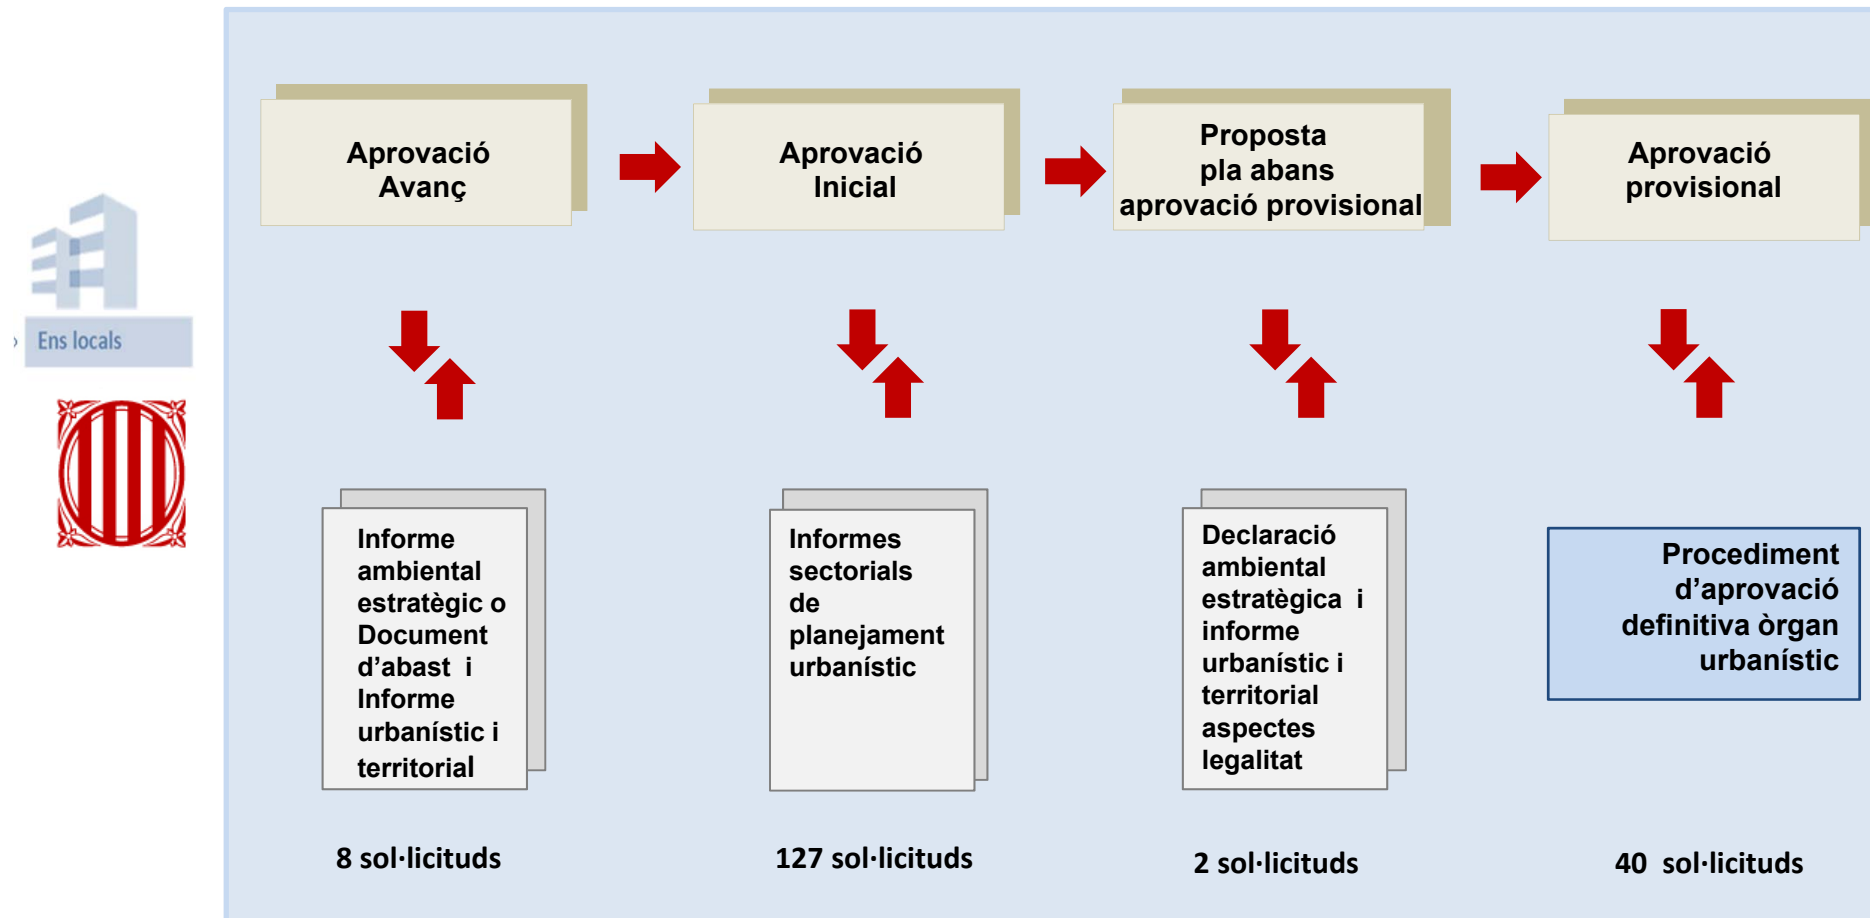 Aprovació
Avanç
Aprovació
Inicial
Proposta
pla abans
aprovació provisional
Aprovació
provisional
Ens locals
Informe
ambiental
estratègic o
Document
d’abast i
Informe
urbanístic i
territorial
Informes
sectorials
de
planejament
urbanístic
Declaració
ambiental
estratègica i
informe
urbanístic i
territorial
aspectes
legalitat
Procediment
d’aprovació
definitiva òrgan
urbanístic
8 sol·licituds
127 sol·licituds
2 sol·licituds
40 sol·licituds